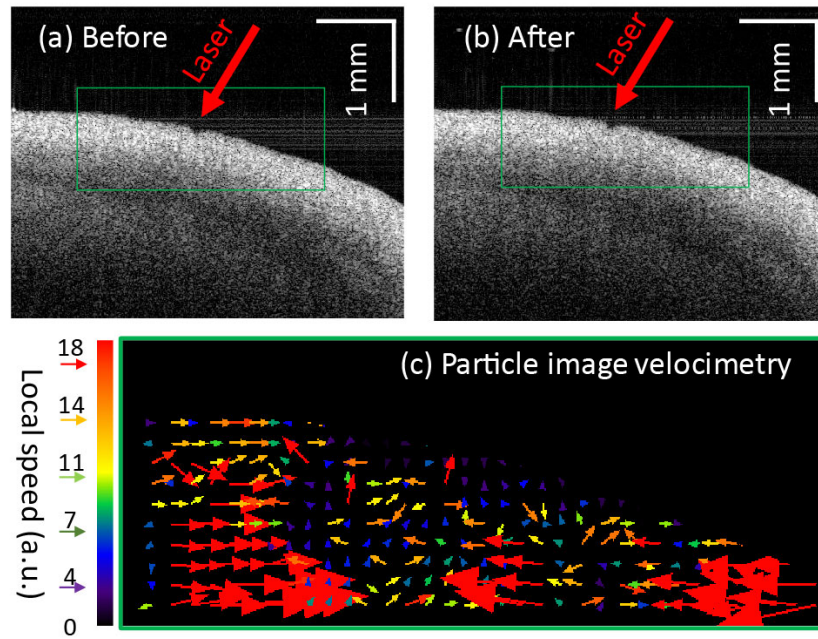 (a) Before
Laser
1 mm
(b) After
Laser
1 mm
(c) Particle image velocimetry
Local speed (a.u.)
18
14
11
7
4
0